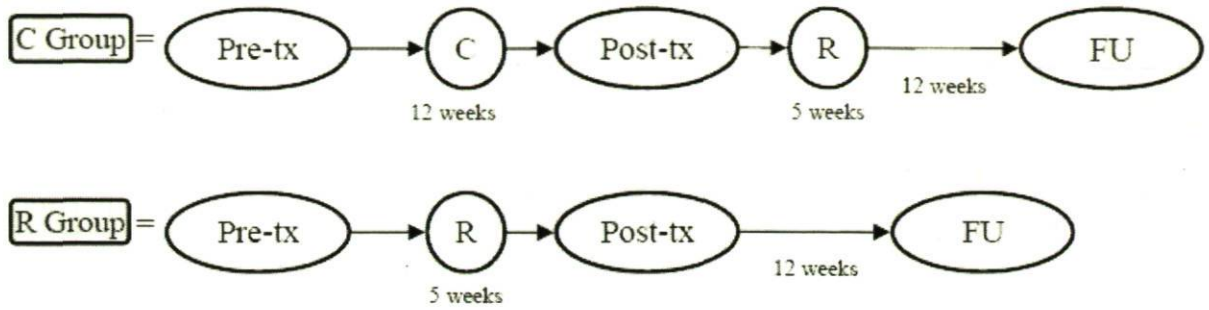 C Group = Pre-tx C Post-tx R FU
12 weeks 5 weeks 12 weeks
R Group = Pre-tx R Post-tx FU
5 weeks 12 weeks